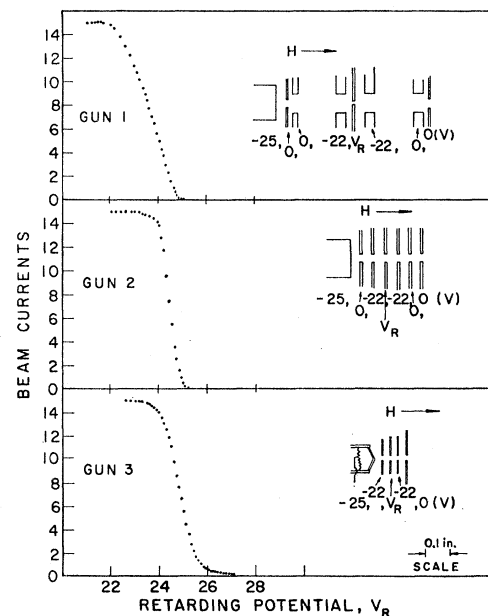 14
12
10
8
6
4
2
0
GUN 1
H
-25, 0, 0, -22, V_R -22, 0, 0(V)
14
12
10
8
6
4
2
0
GUN 2
H
-25, 0, -22, -22, 0, 0 (V)
V_R
BEAM CURRENTS
14
12
10
8
6
4
2
0
GUN 3
H
-22 -22
-25, , V_R , 0 (V)
0.1 in.
SCALE
22 24 26 28
RETARDING POTENTIAL, V_R